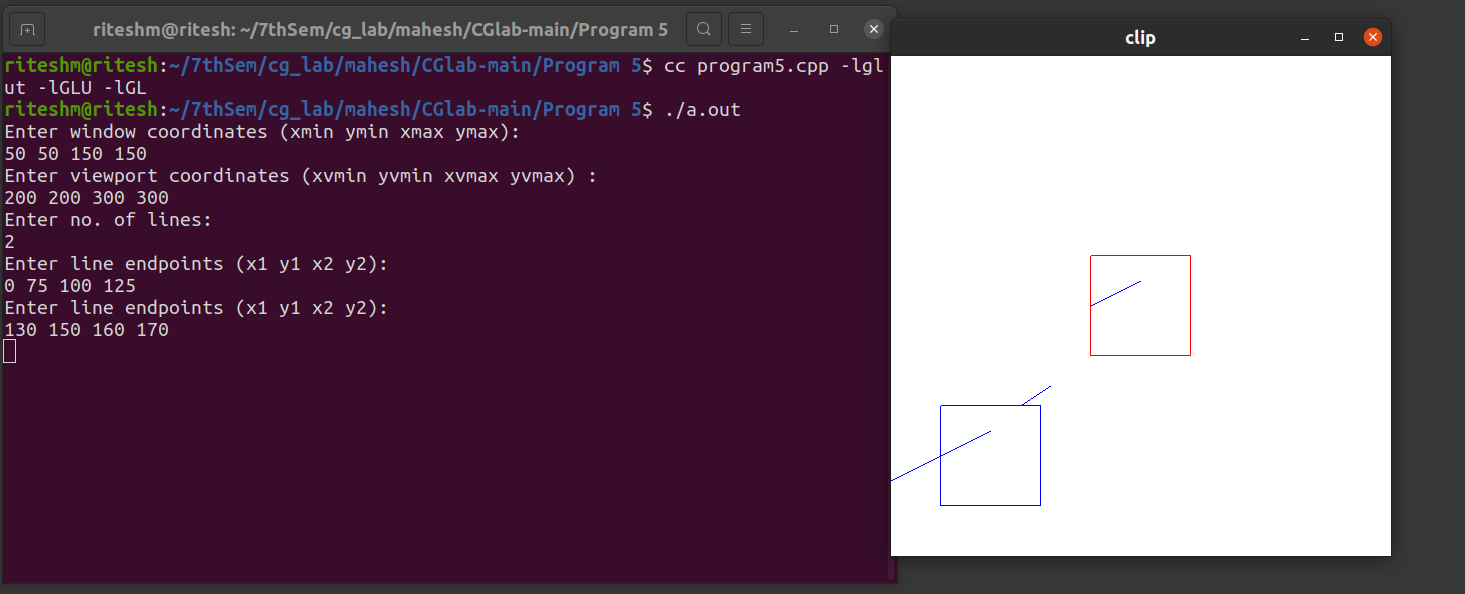 riteshm@ritesh: ~/7thSem/cg_lab/mahesh/CGlab-main/Program 5
riteshm@ritesh:~/7thSem/cg_lab/mahesh/CGlab-main/Program 5$ cc program5.cpp -lgl
ut -lGLU -lGL
riteshm@ritesh:~/7thSem/cg_lab/mahesh/CGlab-main/Program 5$ ./a.out
Enter window coordinates (xmin ymin xmax ymax):
50 50 150 150
Enter viewport coordinates (xvmin yvmin xvmax yvmax) :
200 200 300 300
Enter no. of lines:
2
Enter line endpoints (x1 y1 x2 y2):
0 75 100 125
Enter line endpoints (x1 y1 x2 y2):
130 150 160 170
clip